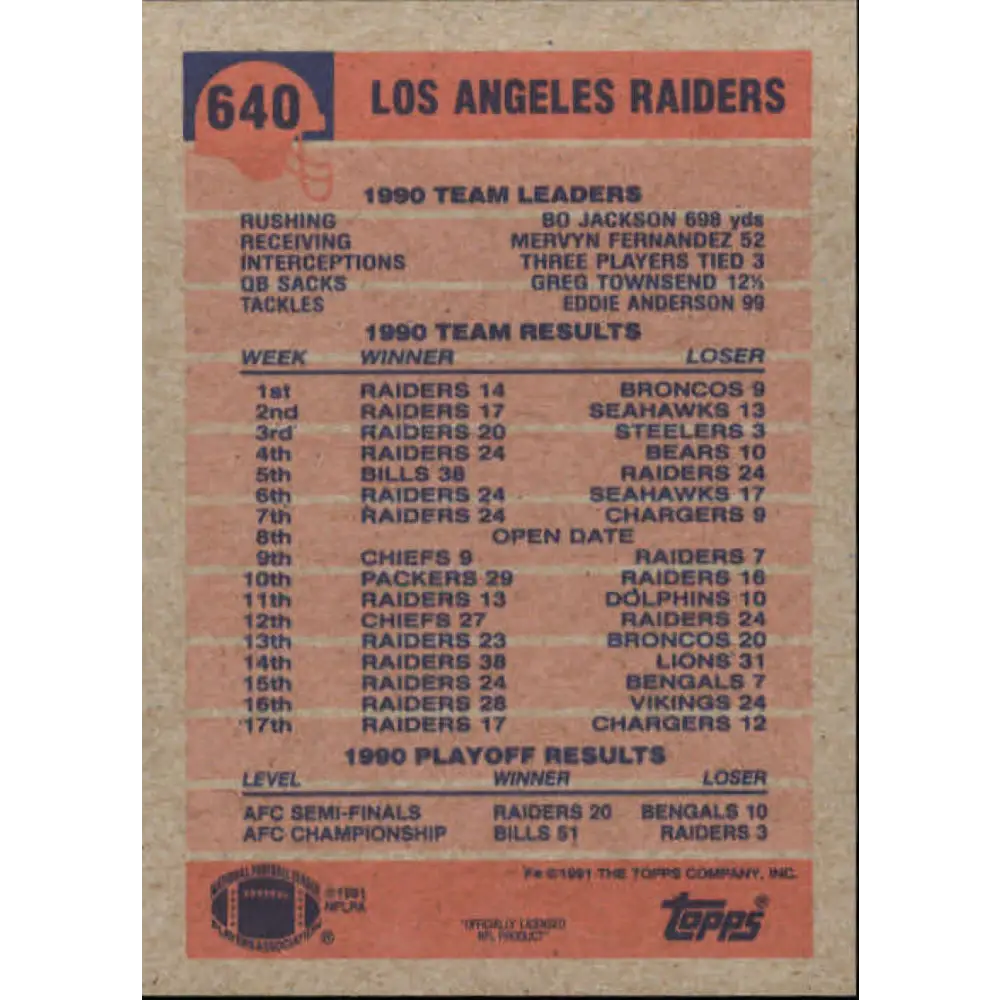 640 LOS ANGELES RAIDERS
1990 TEAM LEADERS
RUSHING BO JACKSON 698 yds
RECEIVING MERVYN FERNANDEZ 52
INTERCEPTIONS THREE PLAYERS TIED 3
QB SACKS GREG TOWNSEND 12½
TACKLES EDDIE ANDERSON 99
1990 TEAM RESULTS
WEEK WINNER LOSER
1st RAIDERS 14 BRONCOS 9
2nd RAIDERS 17 SEAHAWKS 13
3rd RAIDERS 20 STEELERS 3
4th RAIDERS 24 BEARS 10
5th BILLS 38 RAIDERS 24
6th RAIDERS 24 SEAHAWKS 17
7th RAIDERS 24 CHARGERS 9
8th OPEN DATE
9th CHIEFS 9 RAIDERS 7
10th PACKERS 29 RAIDERS 16
11th RAIDERS 13 DOLPHINS 10
12th CHIEFS 27 RAIDERS 24
13th RAIDERS 23 BRONCOS 20
14th RAIDERS 38 LIONS 31
15th RAIDERS 24 BENGALS 7
16th RAIDERS 28 VIKINGS 24
17th RAIDERS 17 CHARGERS 12
1990 PLAYOFF RESULTS
LEVEL WINNER LOSER
AFC SEMI-FINALS RAIDERS 20 BENGALS 10
AFC CHAMPIONSHIP BILLS 51 RAIDERS 3
©1991 THE TOPPS COMPANY, INC.
NATIONAL FOOTBALL LEAGUE
PLAYERS ASSOCIATION ®
©1991
NFLPA
"OFFICIALLY LICENSED
NFL PRODUCT"
topps®